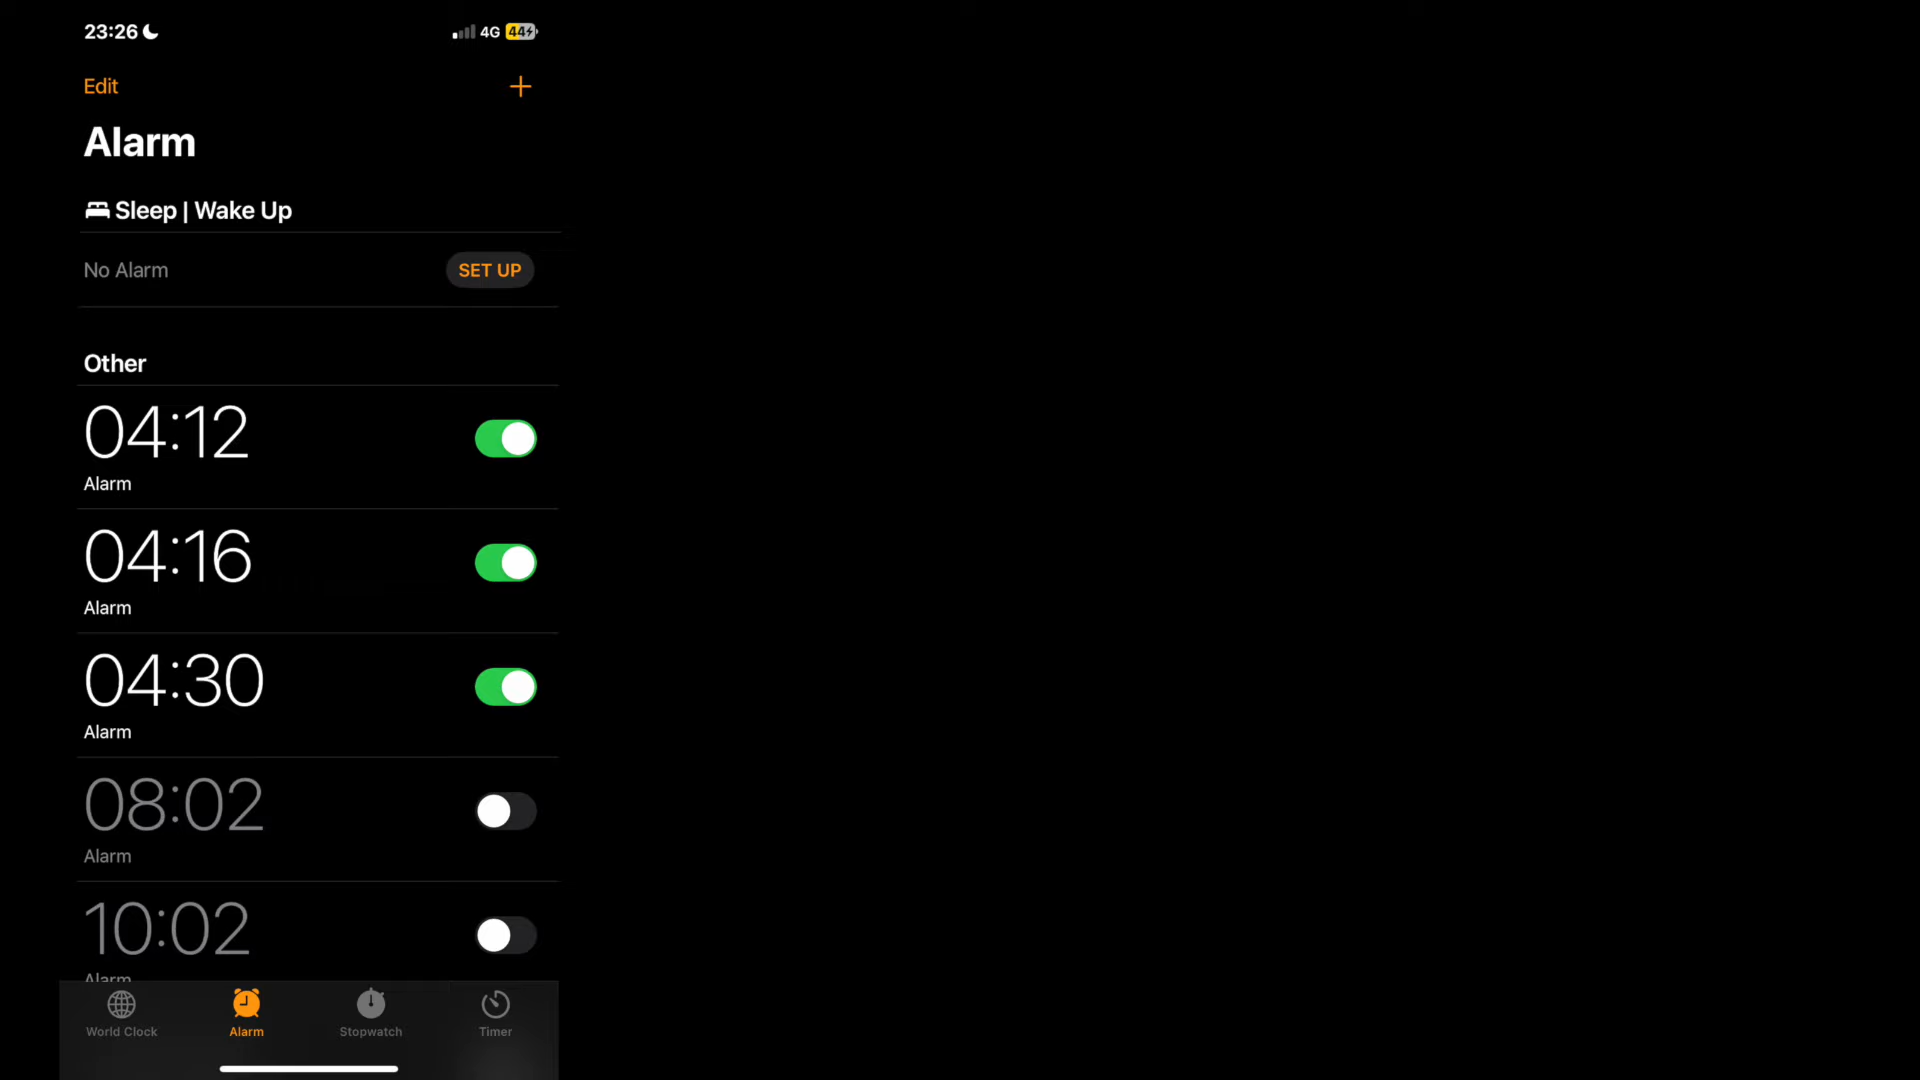 23:26 4G 44
Edit
Alarm
Sleep | Wake Up
No Alarm SET UP
Other
04:12
Alarm
04:16
Alarm
04:30
Alarm
08:02
Alarm
10:02
Alarm
World Clock Alarm Stopwatch Timer